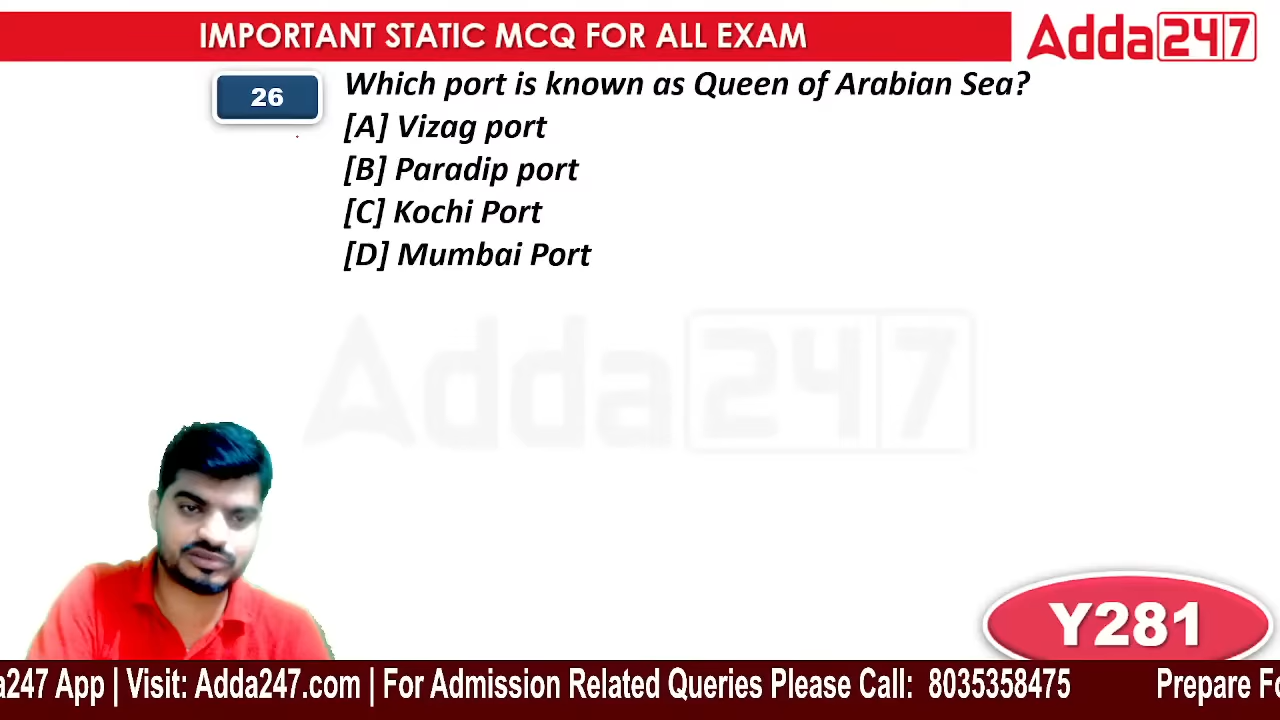 IMPORTANT STATIC MCQ FOR ALL EXAM
Adda247
26
Which port is known as Queen of Arabian Sea?
[A] Vizag port
[B] Paradip port
[C] Kochi Port
[D] Mumbai Port
Adda247
Y281
a247 App | Visit: Adda247.com | For Admission Related Queries Please Call: 8035358475 Prepare Fo